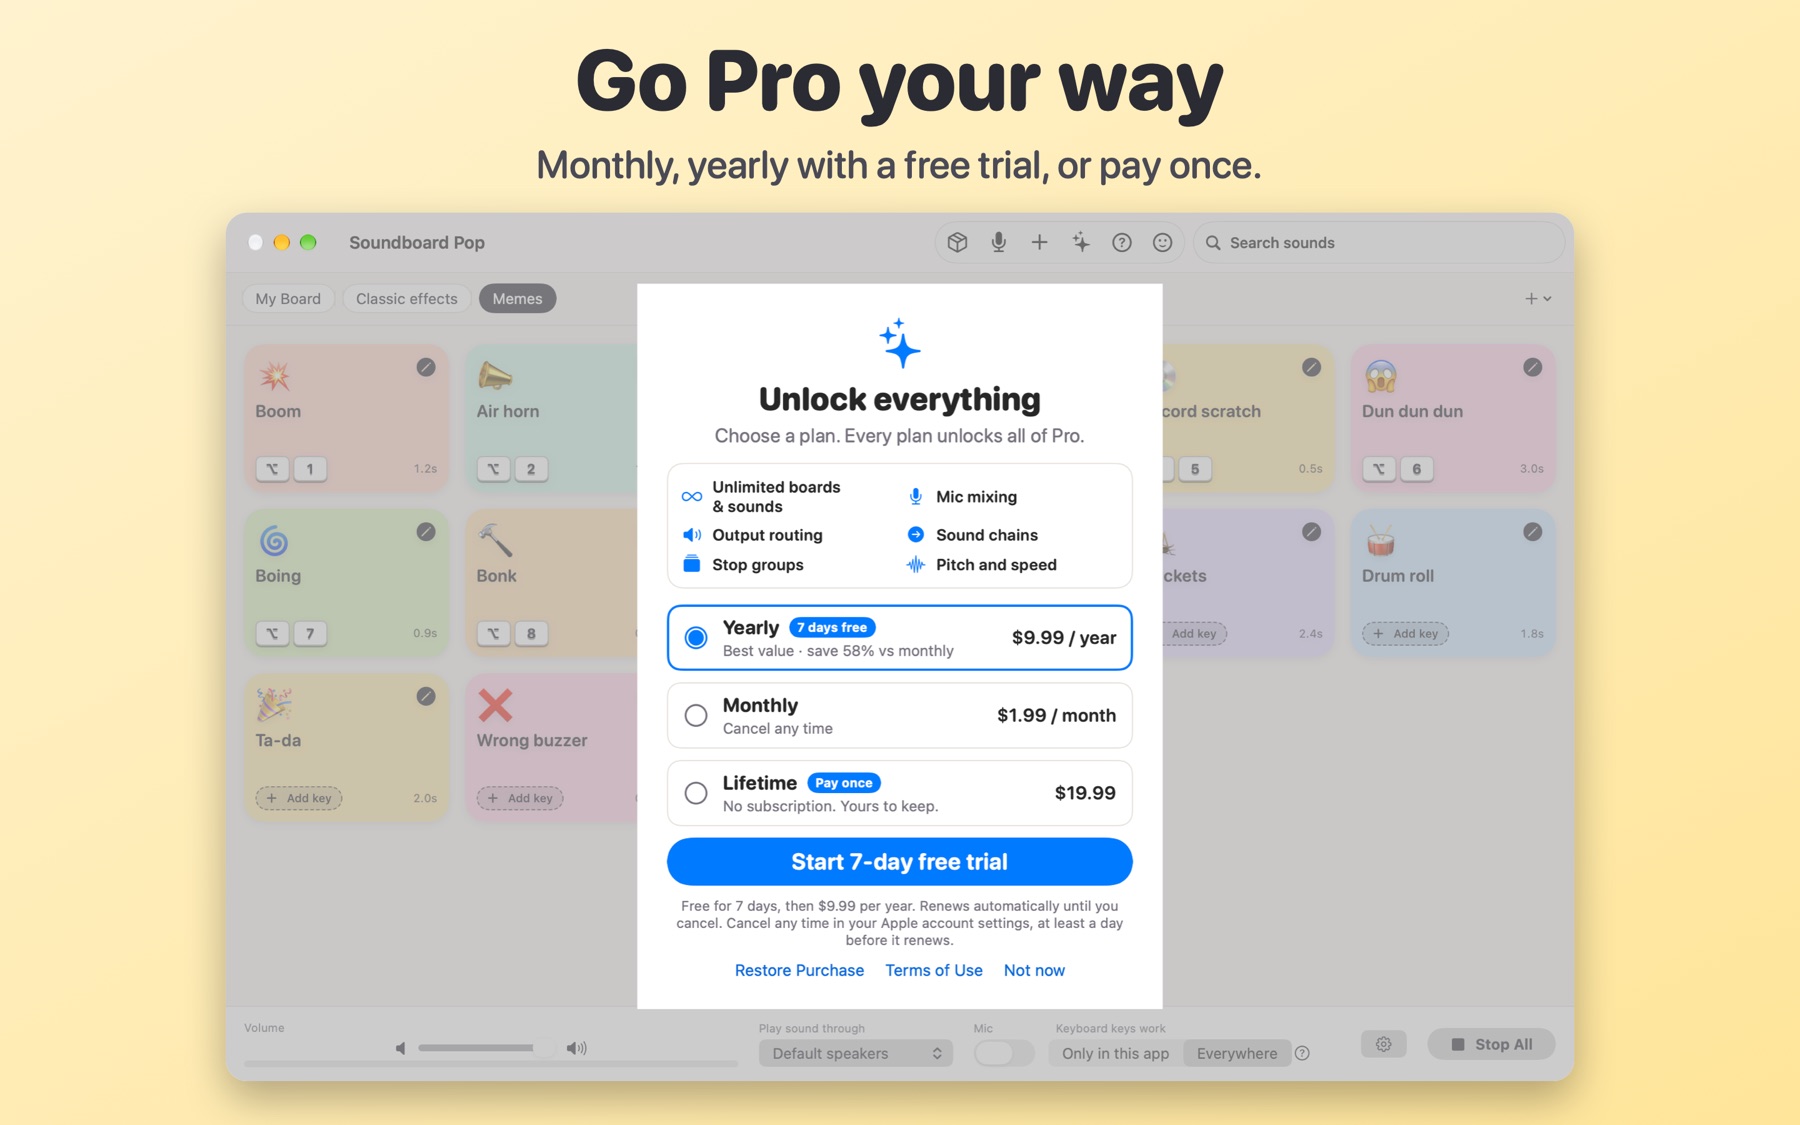 Go Pro your way
Monthly, yearly with a free trial, or pay once.
Soundboard Pop
Search sounds
My Board
Classic effects
Memes
Boom
1
1.2s
Air horn
2
cord scratch
5
0.5s
Dun dun dun
6
3.0s
Boing
7
0.9s
Bonk
8
ckets
Add key
2.4s
Drum roll
+ Add key
1.8s
Ta-da
+ Add key
2.0s
Wrong buzzer
+ Add key
Unlock everything
Choose a plan. Every plan unlocks all of Pro.
Unlimited boards
& sounds
Mic mixing
Output routing
Sound chains
Stop groups
Pitch and speed
Yearly 7 days free
Best value · save 58% vs monthly
$9.99 / year
Monthly
Cancel any time
$1.99 / month
Lifetime Pay once
No subscription. Yours to keep.
$19.99
Start 7-day free trial
Free for 7 days, then $9.99 per year. Renews automatically until you
cancel. Cancel any time in your Apple account settings, at least a day
before it renews.
Restore Purchase
Terms of Use
Not now
Volume
Play sound through
Default speakers
Mic
Keyboard keys work
Only in this app
Everywhere
Stop All